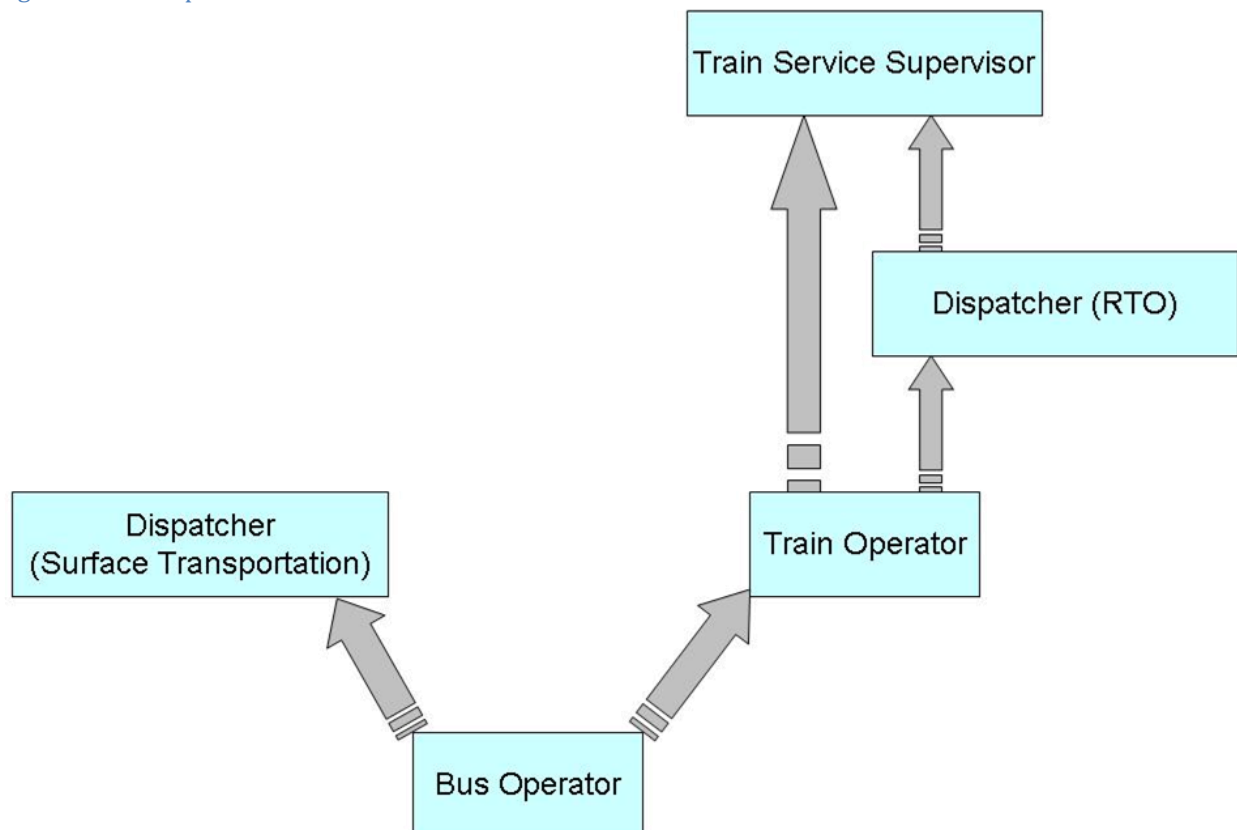 Train Service Supervisor
Dispatcher (RTO)
Dispatcher
(Surface Transportation)
Train Operator
Bus Operator